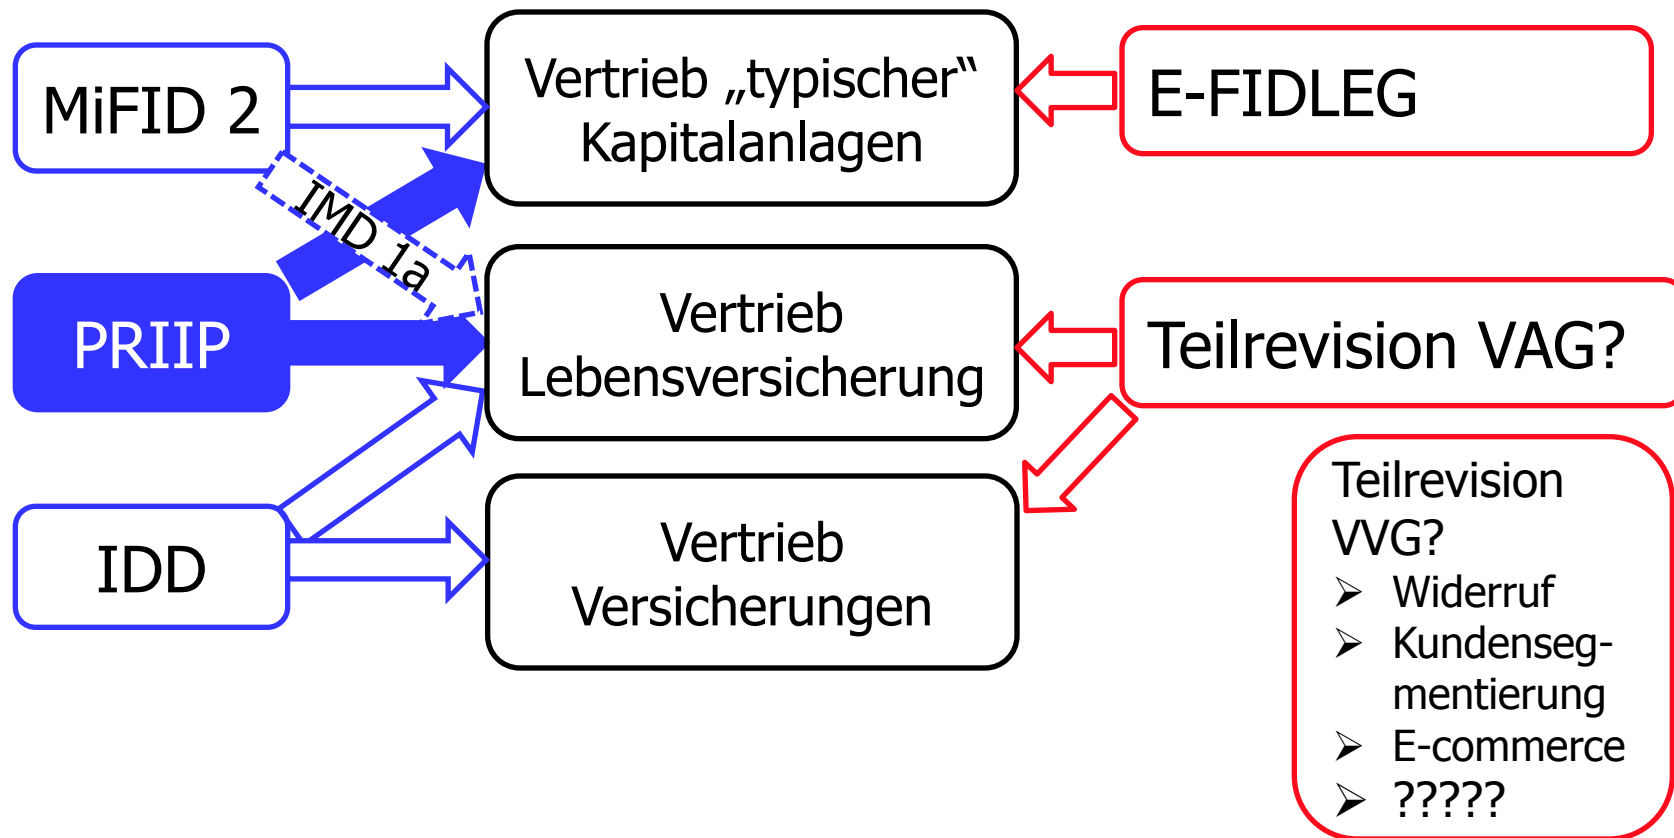 MiFID 2
Vertrieb „typischer“
Kapitalanlagen
E-FIDLEG
IMD 1a
PRIIP
Vertrieb
Lebensversicherung
Teilrevision VAG?
IDD
Vertrieb
Versicherungen
Teilrevision
VVG?
➢ Widerruf
➢ Kundenseg-
mentierung
➢ E-commerce
➢ ?????